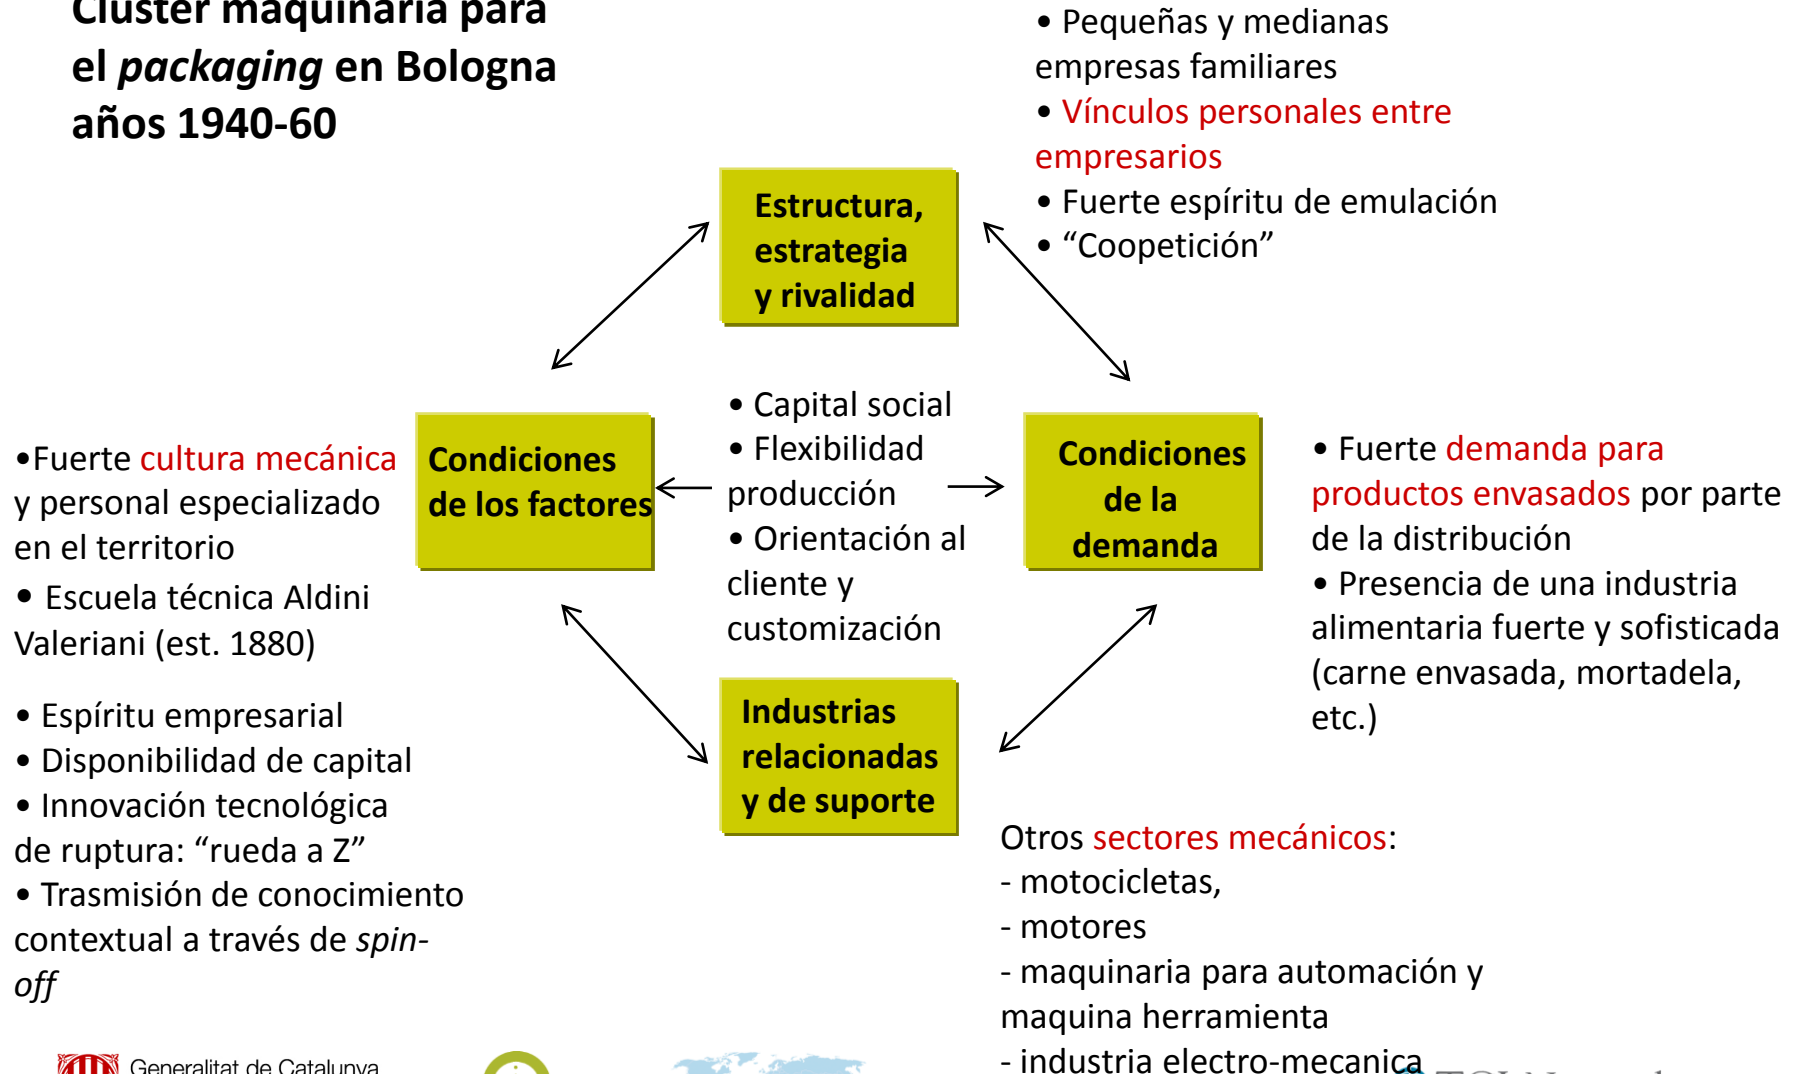 Cluster maquinaria para
el packaging en Bologna
años 1940-60
• Pequeñas y medianas
empresas familiares
• Vínculos personales entre
empresarios
• Fuerte espíritu de emulación
• “Coopetición”
Estructura,
estrategia
y rivalidad
•Fuerte cultura mecánica
y personal especializado
en el territorio
• Escuela técnica Aldini
Valeriani (est. 1880)
• Espíritu empresarial
• Disponibilidad de capital
• Innovación tecnológica
de ruptura: “rueda a Z”
• Trasmisión de conocimiento
contextual a través de spin-
off
Condiciones
de los factores
• Capital social
• Flexibilidad
producción
• Orientación al
cliente y
customización
Condiciones
de la
demanda
• Fuerte demanda para
productos envasados por parte
de la distribución
• Presencia de una industria
alimentaria fuerte y sofisticada
(carne envasada, mortadela,
etc.)
Industrias
relacionadas
y de suporte
Otros sectores mecánicos:
- motocicletas,
- motores
- maquinaria para automación y
maquina herramienta
- industria electro-mecanica
Generalitat de Catalunya